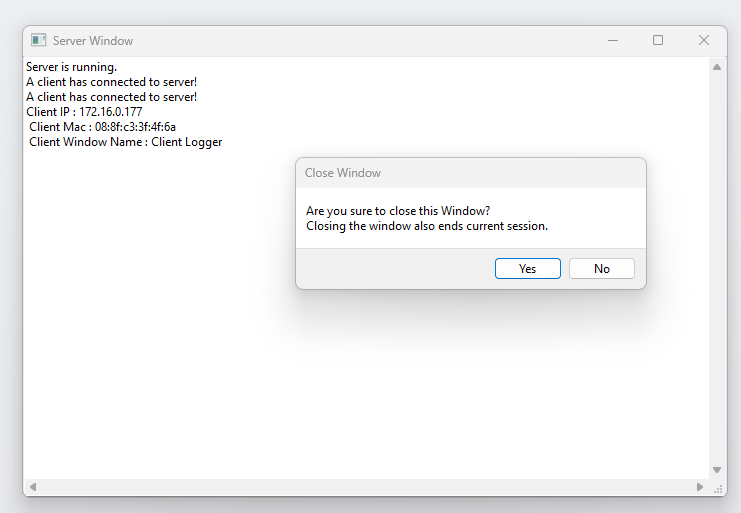 Server Window
Server is running.
A client has connected to server!
A client has connected to server!
Client IP : 172.16.0.177
Client Mac : 08:8f:c3:3f:4f:6a
Client Window Name : Client Logger
Close Window
Are you sure to close this Window?
Closing the window also ends current session.
Yes
No